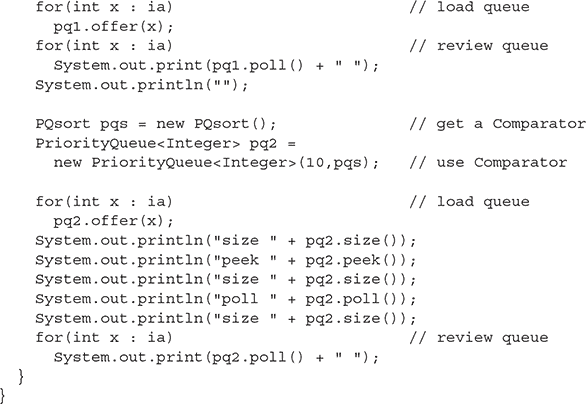 for(int x : ia)                         // load queue
  pq1.offer(x);
for(int x : ia)                         // review queue
  System.out.print(pq1.poll() + " ");
System.out.println("");
PQsort pqs = new PQsort();              // get a Comparator
PriorityQueue<Integer> pq2 =
  new PriorityQueue<Integer>(10,pqs);   // use Comparator
for(int x : ia)                         // load queue
  pq2.offer(x);
System.out.println("size " + pq2.size());
System.out.println("peek " + pq2.peek());
System.out.println("size " + pq2.size());
System.out.println("poll " + pq2.poll());
System.out.println("size " + pq2.size());
for(int x : ia)                         // review queue
  System.out.print(pq2.poll() + " ");
}
}